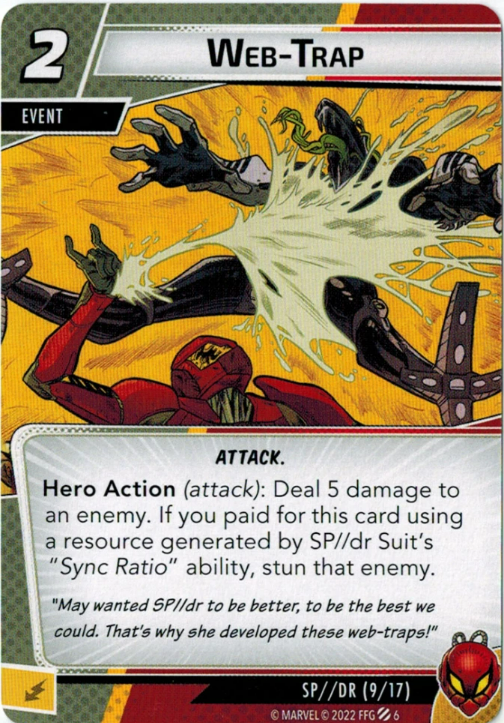 2
WEB-TRAP
EVENT
ATTACK.
Hero Action (attack): Deal 5 damage to
an enemy. If you paid for this card using
a resource generated by SP//dr Suit's
"Sync Ratio" ability, stun that enemy.
"May wanted SP//dr to be better, to be the best we
could. That's why she developed these web-traps!"
SP//DR (9/17)
© MARVEL © 2022 FFG 6